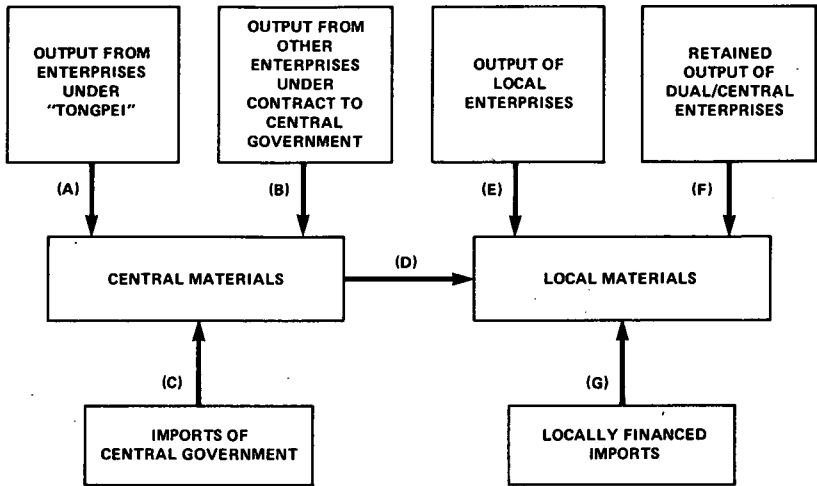 OUTPUT FROM
ENTERPRISES
UNDER
"TONGPEI"
OUTPUT FROM
OTHER
ENTERPRISES
UNDER
CONTRACT TO
CENTRAL
GOVERNMENT
OUTPUT OF
LOCAL
ENTERPRISES
RETAINED
OUTPUT OF
DUAL/CENTRAL
ENTERPRISES
(A)
(B)
(E)
(F)
CENTRAL MATERIALS
(D)
LOCAL MATERIALS
(C)
(G)
IMPORTS OF
CENTRAL GOVERNMENT
LOCALLY FINANCED
IMPORTS